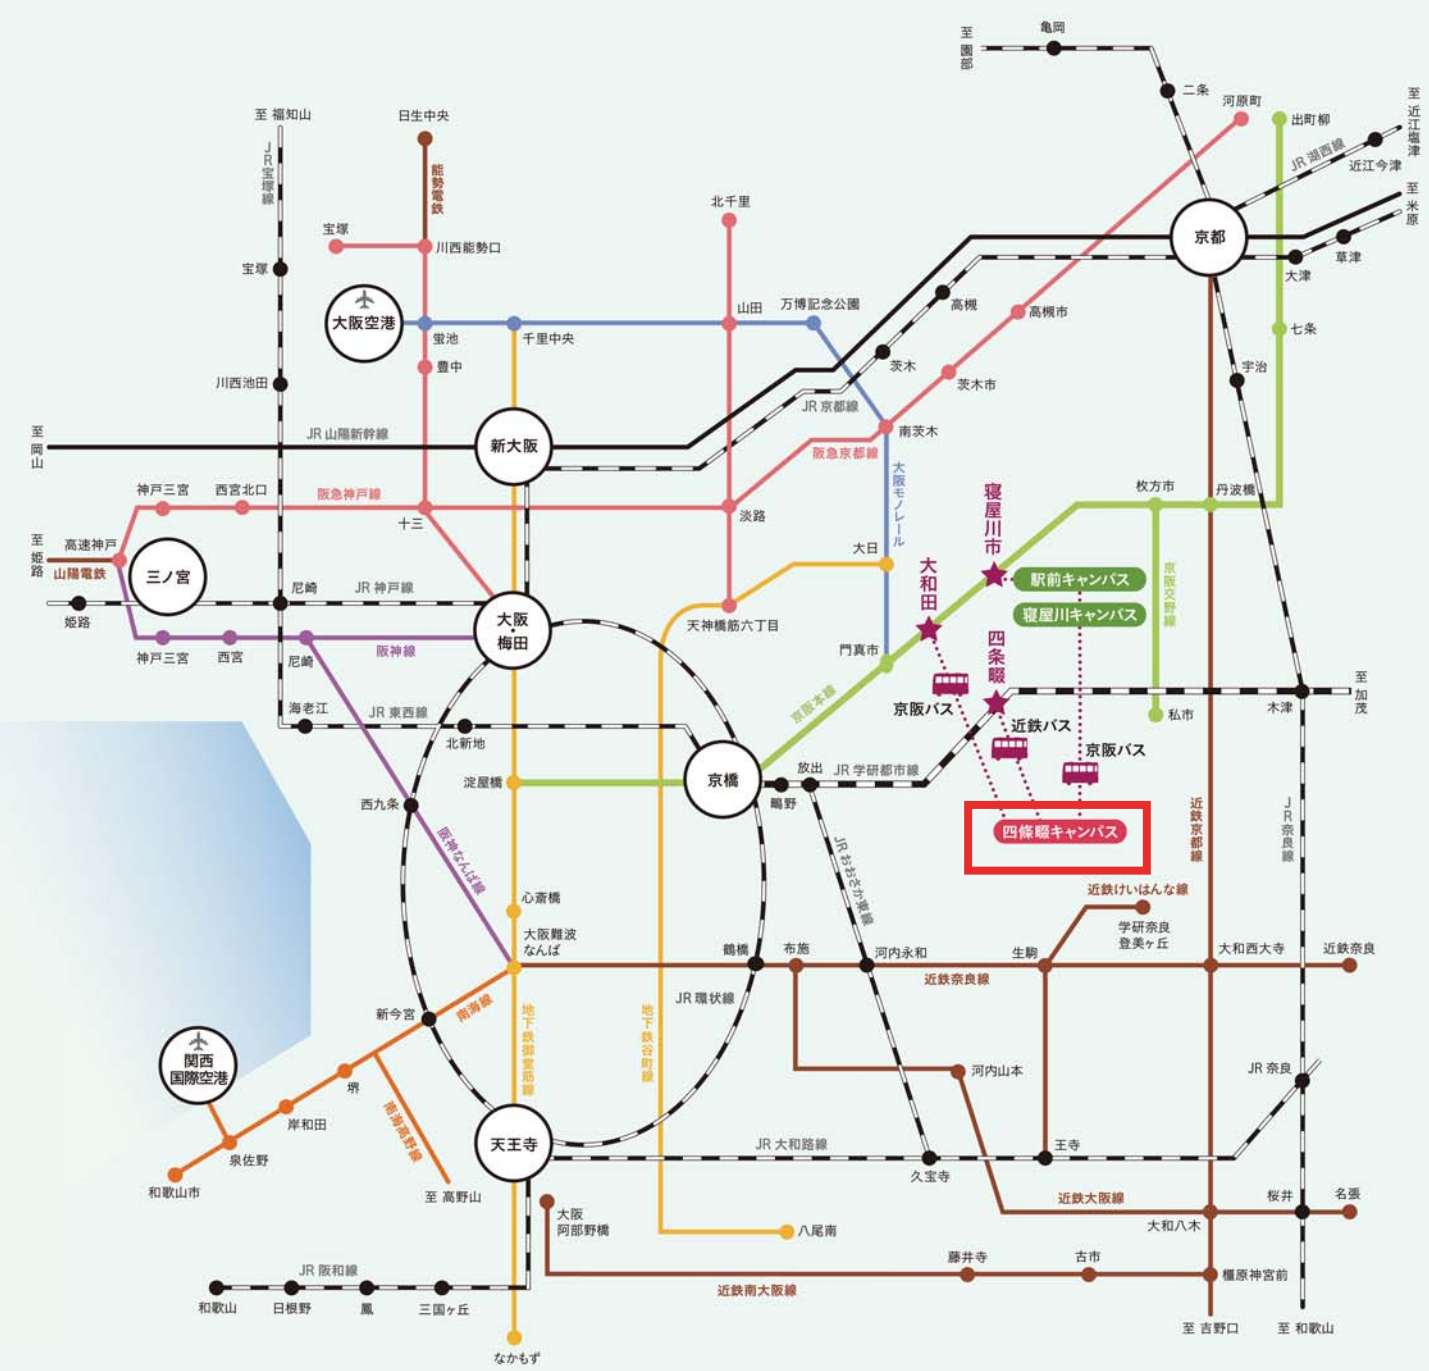 至 園部
亀岡
二条
河原町
出町柳
至 近江塩津
JR 湖西線
近江今津
至 米原
草津
大津
京都
至 福知山
JR宝塚線
日生中央
能勢電鉄
宝塚
川西能勢口
宝塚
北千里
大阪空港
蛍池
千里中央
山田
万博記念公園
高槻
高槻市
七条
豊中
川西池田
茨木
茨木市
宇治
JR 京都線
至 岡山
JR 山陽新幹線
新大阪
南茨木
阪急京都線
大阪モノレール
神戸三宮
西宮北口
阪急神戸線
十三
淡路
寝屋川市
枚方市
丹波橋
至 姫路
高速神戸
山陽電鉄
三ノ宮
大日
大和田
駅前キャンパス
寝屋川キャンパス
京阪交野線
姫路
尼崎
JR 神戸線
大阪・梅田
天神橋筋六丁目
神戸三宮
西宮
尼崎
阪神線
門真市
四条畷
京阪本線
京阪バス
近鉄バス
京阪バス
私市
木津
至 加茂
海老江
JR 東西線
北新地
淀屋橋
京橋
鴫野
放出
JR 学研都市線
西九条
阪神なんば線
四條畷キャンパス
近鉄京都線
JR奈良線
JR おおさか東線
心斎橋
大阪難波
なんば
鶴橋
布施
河内永和
生駒
近鉄けいはんな線
学研奈良
登美ヶ丘
大和西大寺
近鉄奈良
近鉄奈良線
JR 環状線
新今宮
南海線
地下鉄御堂筋線
地下鉄谷町線
関西
国際空港
堺
岸和田
泉佐野
和歌山市
南海高野線
至 高野山
河内山本
JR 奈良
天王寺
JR 大和路線
久宝寺
王寺
大阪
阿部野橋
八尾南
近鉄大阪線
大和八木
桜井
名張
JR 阪和線
和歌山
日根野
鳳
三国ヶ丘
近鉄南大阪線
藤井寺
古市
橿原神宮前
至 吉野口
至 和歌山
なかもず